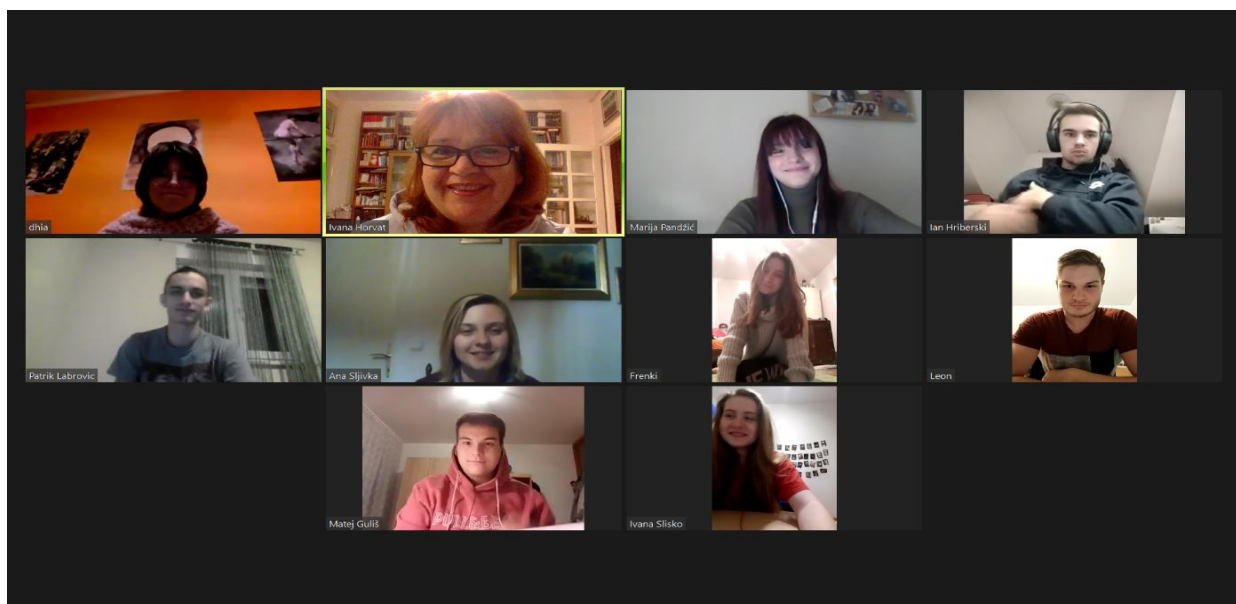 dhia
Ivana Horvat
Marija Pandžić
Ian Hriberski
Patrik Labrovic
Ana Sljivka
Frenki
Leon
Matej Guliš
Ivana Slisko